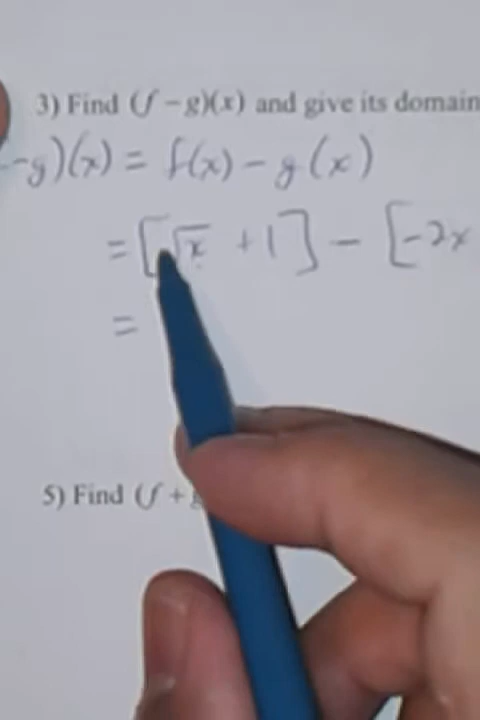 3) Find (f – g)(x) and give its domain
-g)(x) = f(x) - g(x)
= [√x + 1] - [-2x
=
5) Find (f +